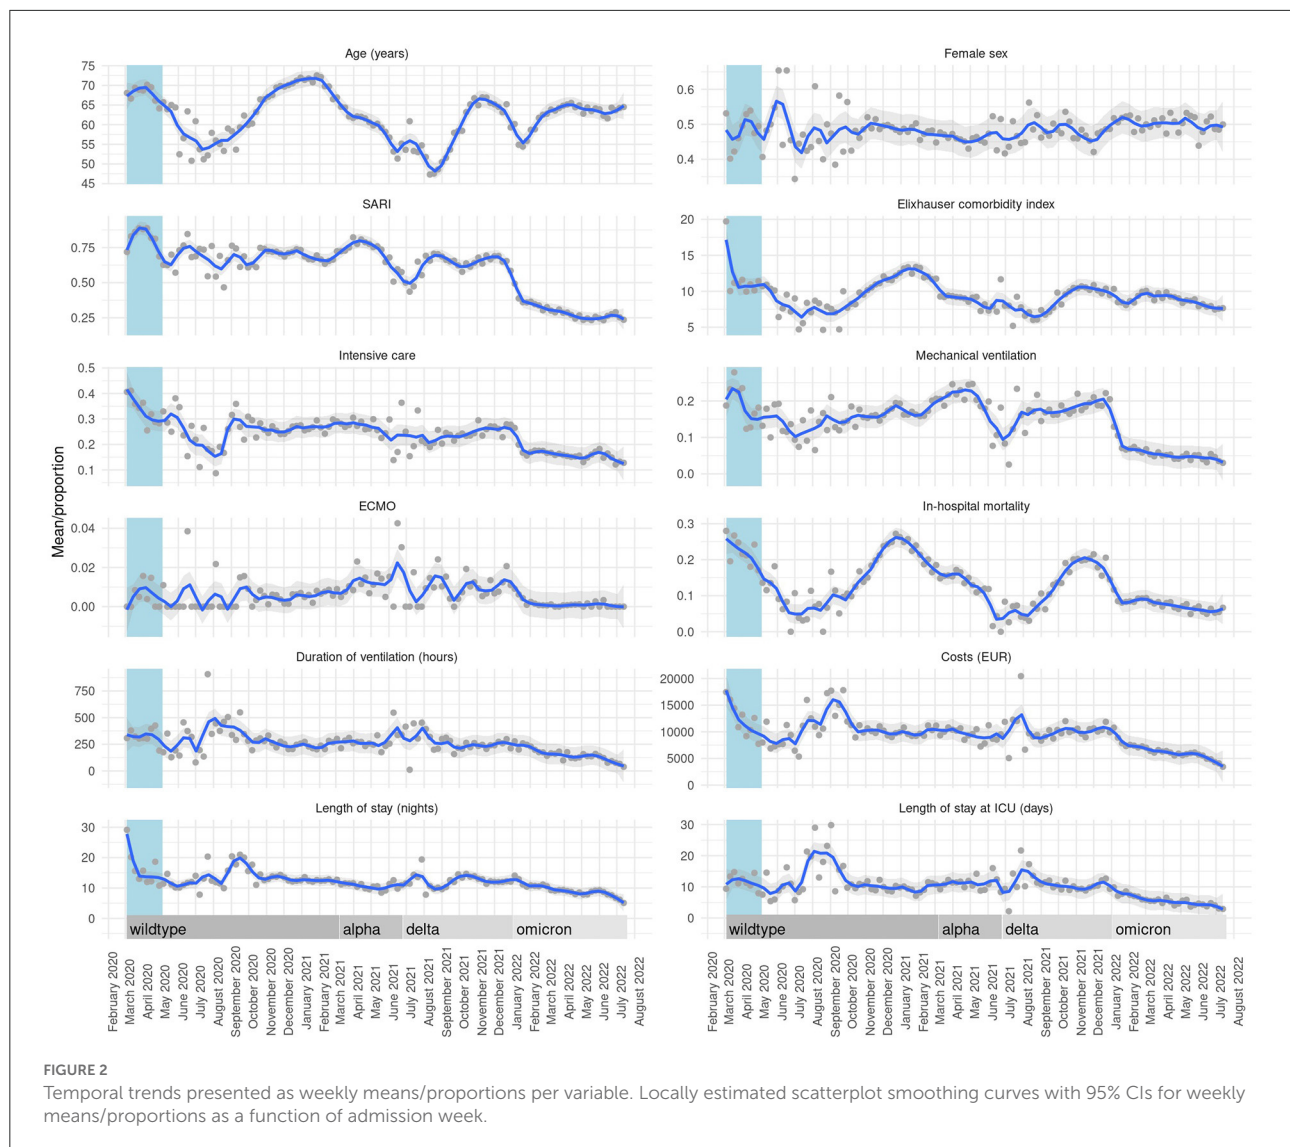 Age (years)
75
70
65
60
55
50
45
Female sex
0.6
0.5
0.4
SARI
0.75
0.50
0.25
Elixhauser comorbidity index
20
15
10
5
Intensive care
0.5
0.4
0.3
0.2
0.1
Mechanical ventilation
0.2
0.1
0.0
Mean/proportion
ECMO
0.04
0.02
0.00
In-hospital mortality
0.3
0.2
0.1
0.0
Duration of ventilation (hours)
750
500
250
0
Costs (EUR)
20000
15000
10000
5000
0
Length of stay (nights)
30
20
10
0
wildtype alpha delta omicron
Length of stay at ICU (days)
30
20
10
0
wildtype alpha delta omicron
February 2020
March 2020
April 2020
May 2020
June 2020
July 2020
August 2020
September 2020
October 2020
November 2020
December 2020
January 2021
February 2021
March 2021
April 2021
May 2021
June 2021
July 2021
August 2021
September 2021
October 2021
November 2021
December 2021
January 2022
February 2022
March 2022
April 2022
May 2022
June 2022
July 2022
August 2022
February 2020
March 2020
April 2020
May 2020
June 2020
July 2020
August 2020
September 2020
October 2020
November 2020
December 2020
January 2021
February 2021
March 2021
April 2021
May 2021
June 2021
July 2021
August 2021
September 2021
October 2021
November 2021
December 2021
January 2022
February 2022
March 2022
April 2022
May 2022
June 2022
July 2022
August 2022
FIGURE 2
Temporal trends presented as weekly means/proportions per variable. Locally estimated scatterplot smoothing curves with 95% CIs for weekly
means/proportions as a function of admission week.